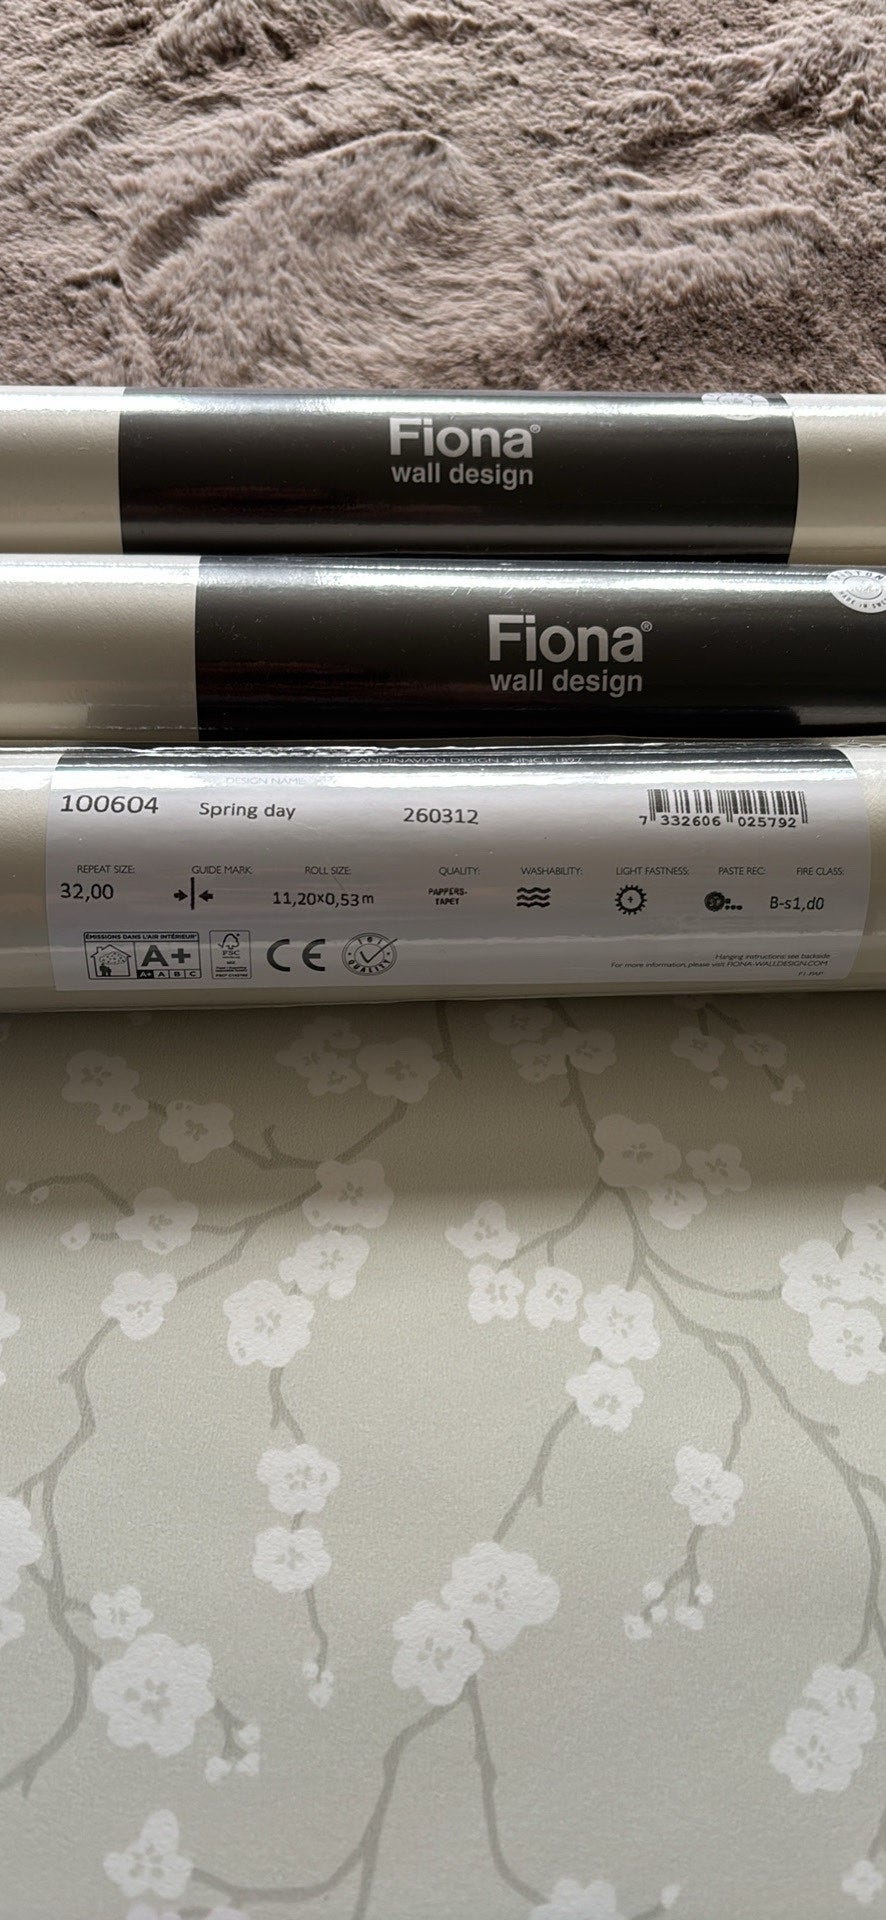 Fiona®
wall design
Fiona®
wall design
SCANDINAVIAN DESIGN · SINCE 1897
DESIGN NAME:
100604 Spring day 260312
7 332606 025792
REPEAT SIZE: GUIDE MARK: ROLL SIZE: QUALITY: WASHABILITY: LIGHT FASTNESS: PASTE REC: FIRE CLASS:
32,00 11,20x0,53m PAPPERS-
TAPET B-s1,d0
ÉMISSIONS DANS L'AIR INTÉRIEUR*
A+
A+ A B C
FSC
MIX
CE
QUALITY
Hanging instructions: see backside
For more information, please visit FIONA-WALLDESIGN.COM